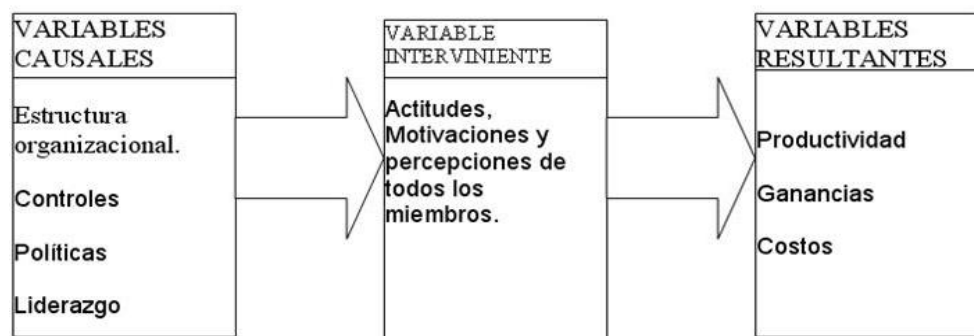 VARIABLES
CAUSALES
Estructura
organizacional.
Controles
Políticas
Liderazgo
VARIABLE
INTERVINIENTE
Actitudes,
Motivaciones y
percepciones de
todos los
miembros.
VARIABLES
RESULTANTES
Productividad
Ganancias
Costos